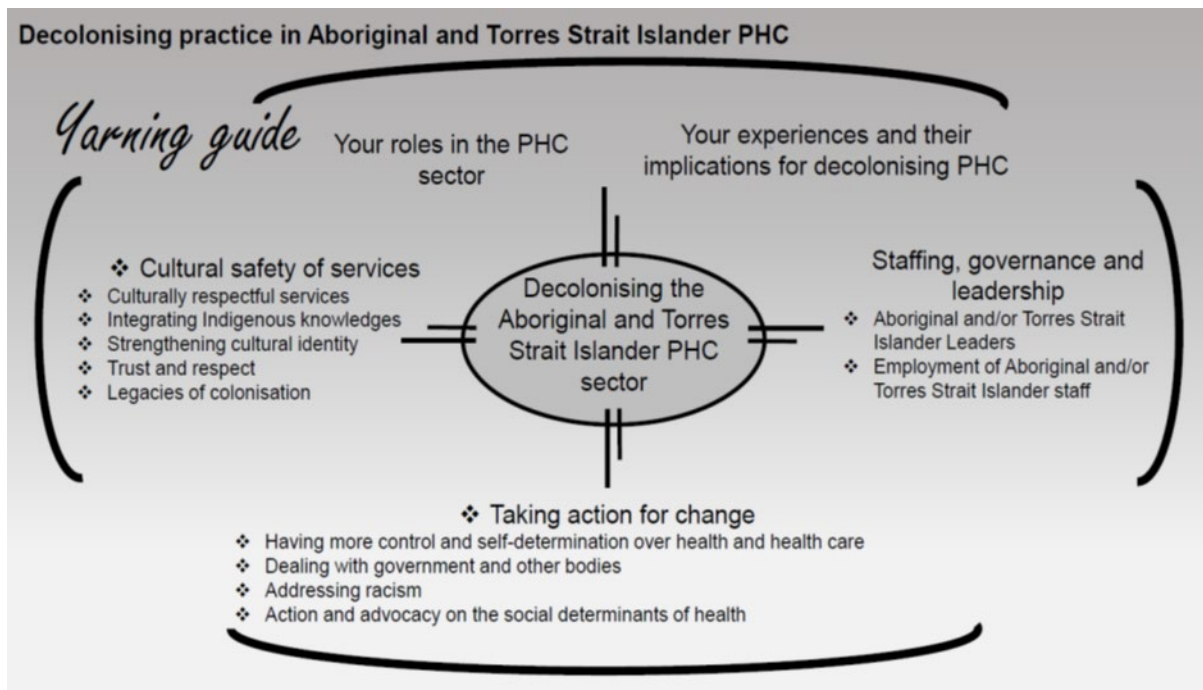 Decolonising practice in Aboriginal and Torres Strait Islander PHC
Yarning guide
Your roles in the PHC
sector
Your experiences and their
implications for decolonising PHC
❖ Cultural safety of services
❖ Culturally respectful services
❖ Integrating Indigenous knowledges
❖ Strengthening cultural identity
❖ Trust and respect
❖ Legacies of colonisation
Decolonising the
Aboriginal and Torres
Strait Islander PHC
sector
Staffing, governance and
leadership
❖ Aboriginal and/or Torres Strait
Islander Leaders
❖ Employment of Aboriginal and/or
Torres Strait Islander staff
❖ Taking action for change
❖ Having more control and self-determination over health and health care
❖ Dealing with government and other bodies
❖ Addressing racism
❖ Action and advocacy on the social determinants of health